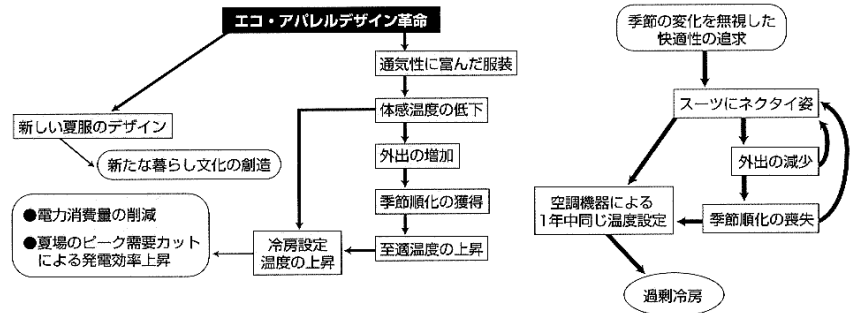 エコ・アパレルデザイン革命
通気性に富んだ服装
体感温度の低下
新しい夏服のデザイン
外出の増加
新たな暮らし文化の創造
季節順化の獲得
●電力消費量の削減
●夏場のピーク需要カット
による発電効率上昇
冷房設定
温度の上昇
至適温度の上昇
季節の変化を無視した
快適性の追求
スーツにネクタイ姿
外出の減少
空調機器による
1年中同じ温度設定
季節順化の喪失
過剰冷房